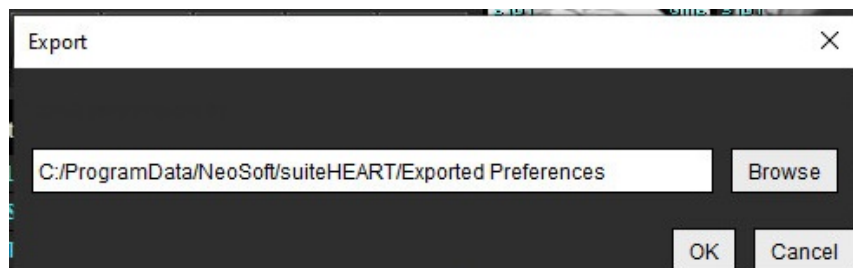 Export
C:/ProgramData/NeoSoft/suiteHEART/Exported Preferences
Browse
OK
Cancel